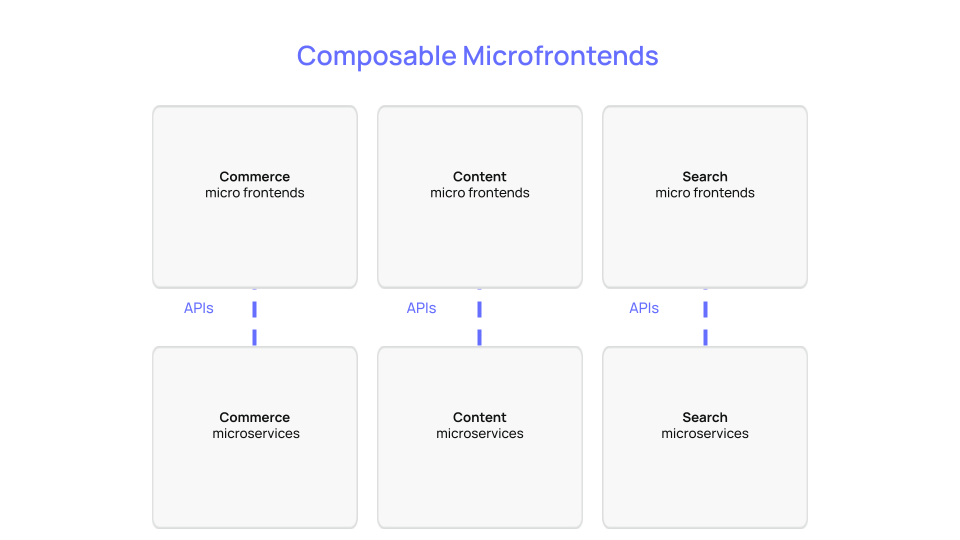 Composable Microfrontends
Commerce
micro frontends
Content
micro frontends
Search
micro frontends
APIs
APIs
APIs
Commerce
microservices
Content
microservices
Search
microservices